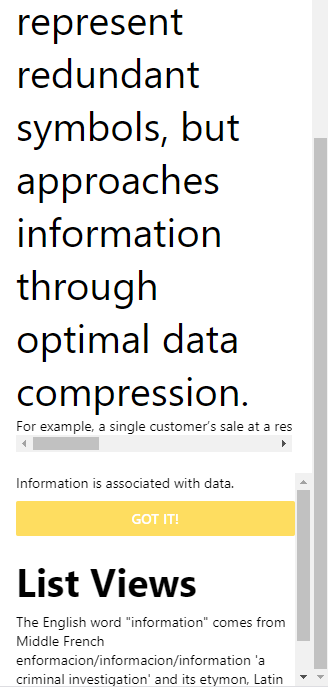 represent
redundant
symbols, but
approaches
information
through
optimal data
compression.
For example, a single customer's sale at a res
Information is associated with data.
GOT IT!
List Views
The English word "information" comes from
Middle French
enformacion/informacion/information 'a
criminal investigation' and its etymon, Latin